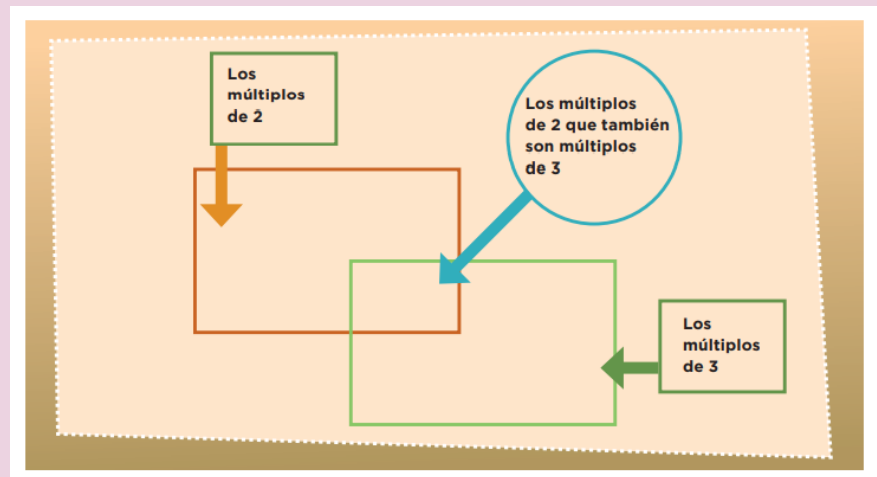 Los
múltiplos
de 2
Los múltiplos
de 2 que también
son múltiplos
de 3
Los
múltiplos
de 3